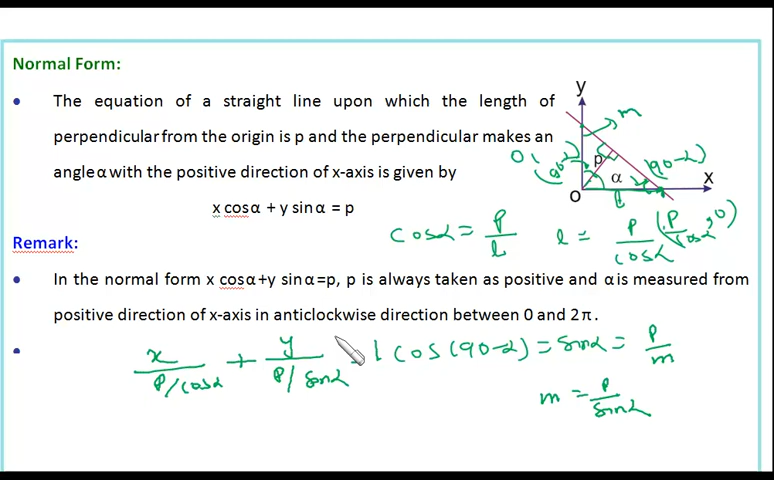 Normal Form:
• The equation of a straight line upon which the length of
perpendicular from the origin is p and the perpendicular makes an
angle α with the positive direction of x-axis is given by
x cosα + y sinα = p
y
m
(90-α)
(90-α)
p
α
x
O
l
cosα = p/l l = p/cosα (p/cosα, 0)
Remark:
• In the normal form x cosα+y sinα=p, p is always taken as positive and α is measured from
positive direction of x-axis in anticlockwise direction between 0 and 2π.
• x/(p/cosα) + y/(p/sinα) = 1 cos(90-α) = sinα = p/m
m = p/sinα